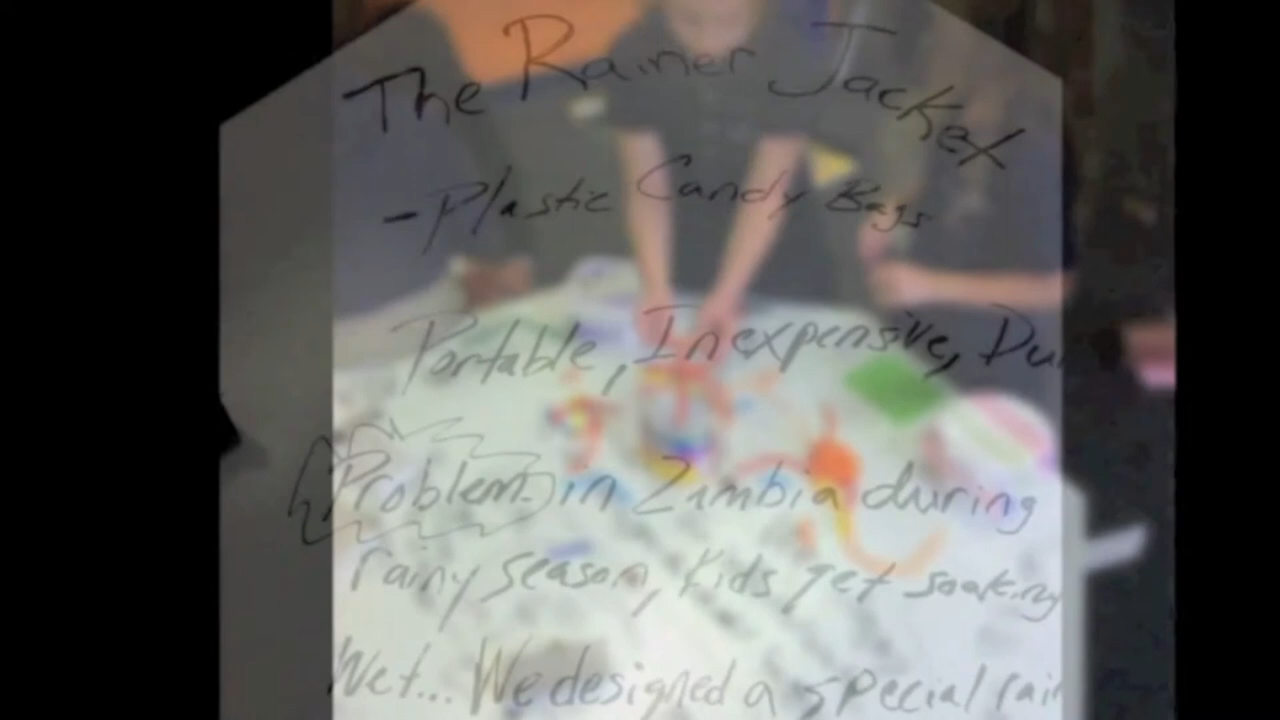 The Rainer Jacket
- Plastic Candy Bags
Portable, Inexpensive,
Problem: in Zambia during
rainy season, kids get soaking
Wet... We designed a special